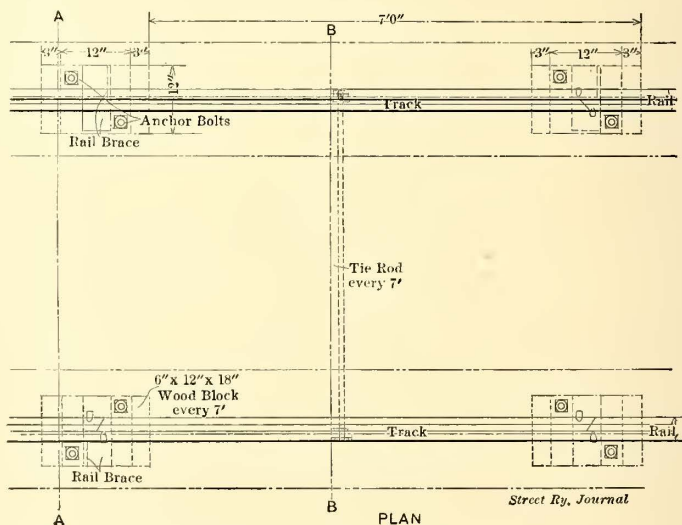 A
B
7'0"
3" 12" 3"
3" 12" 3"
12"
Track
Rail
Anchor Bolts
Rail Brace
Tie Rod
every 7'
6" x 12" x 18"
Wood Block
every 7'
Track
Rail
Rail Brace
Street Ry. Journal
A
B
PLAN